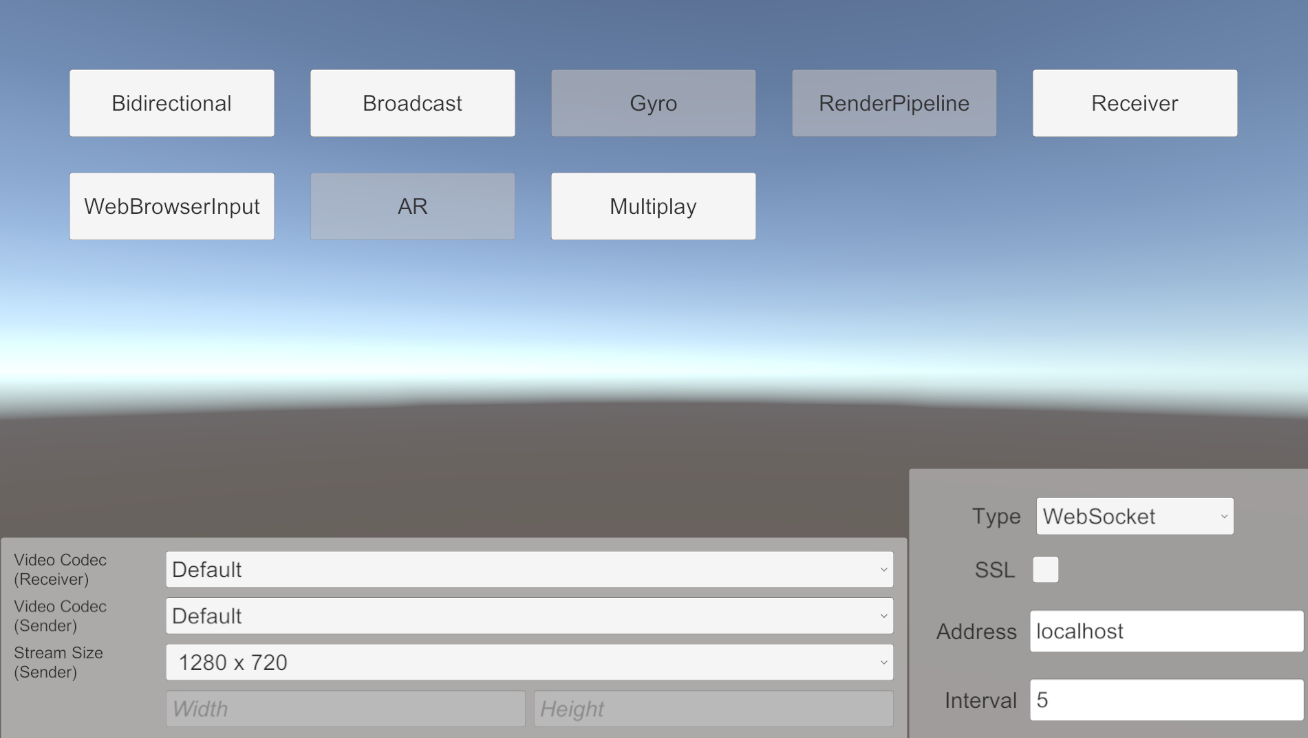 Bidirectional
Broadcast
Gyro
RenderPipeline
Receiver
WebBrowserInput
AR
Multiplay
Video Codec
(Receiver)
Default
Video Codec
(Sender)
Default
Stream Size
(Sender)
1280 x 720
Width
Height
Type
WebSocket
SSL
Address
localhost
Interval
5